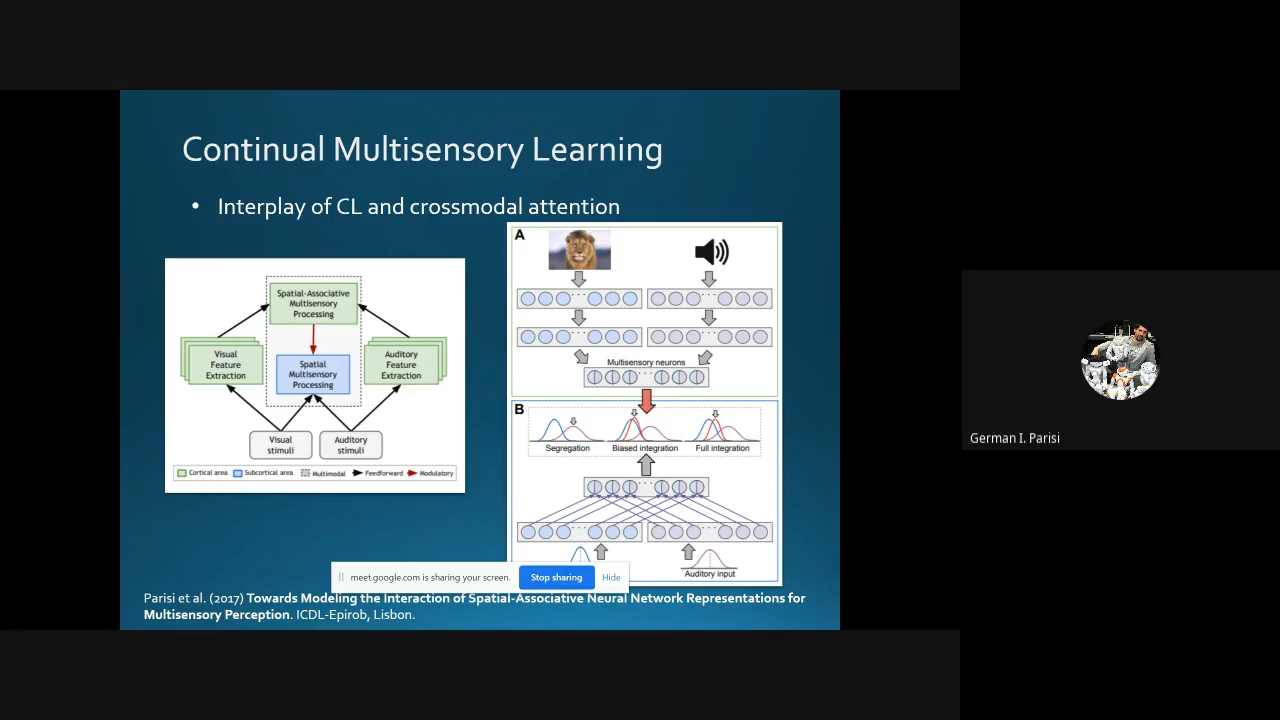 Continual Multisensory Learning
• Interplay of CL and crossmodal attention
Spatial-Associative
Multisensory
Processing
Visual
Feature
Extraction
Spatial
Multisensory
Processing
Auditory
Feature
Extraction
Visual
stimuli
Auditory
stimuli
Cortical area
Subcortical area
Multimodal
Feedforward
Modulatory
A
Multisensory neurons
B
Segregation
Biased integration
Full integration
Auditory input
meet.google.com is sharing your screen.
Stop sharing
Hide
Parisi et al. (2017) Towards Modeling the Interaction of Spatial-Associative Neural Network Representations for
Multisensory Perception. ICDL-Epirob, Lisbon.
German I. Parisi